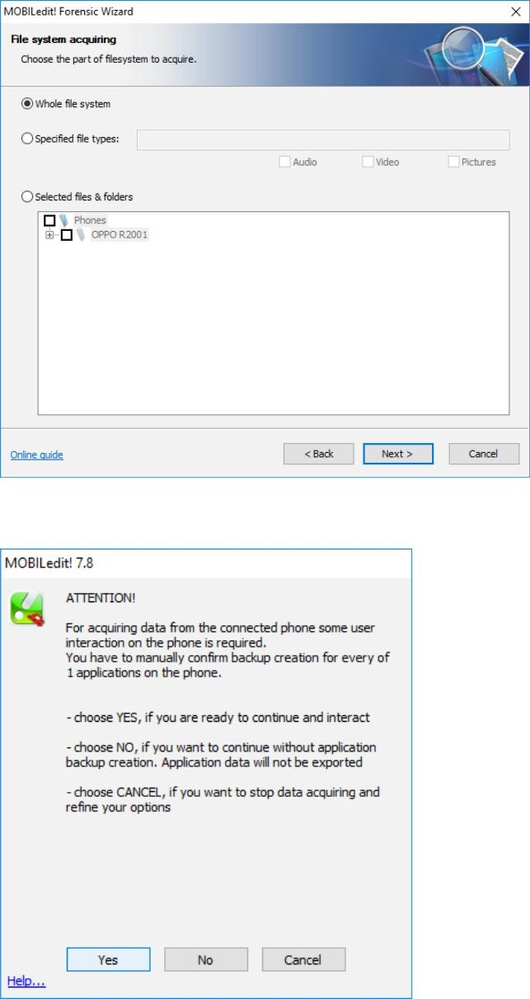 MOBILedit! Forensic Wizard
File system acquiring
Choose the part of filesystem to acquire.
Whole file system
Specified file types:
Audio Video Pictures
Selected files & folders
Phones
OPPO R2001
Online guide < Back Next > Cancel
MOBILedit! 7.8
ATTENTION!
For acquiring data from the connected phone some user
interaction on the phone is required.
You have to manually confirm backup creation for every of
1 applications on the phone.
- choose YES, if you are ready to continue and interact
- choose NO, if you want to continue without application
backup creation. Application data will not be exported
- choose CANCEL, if you want to stop data acquiring and
refine your options
Yes No Cancel
Help...